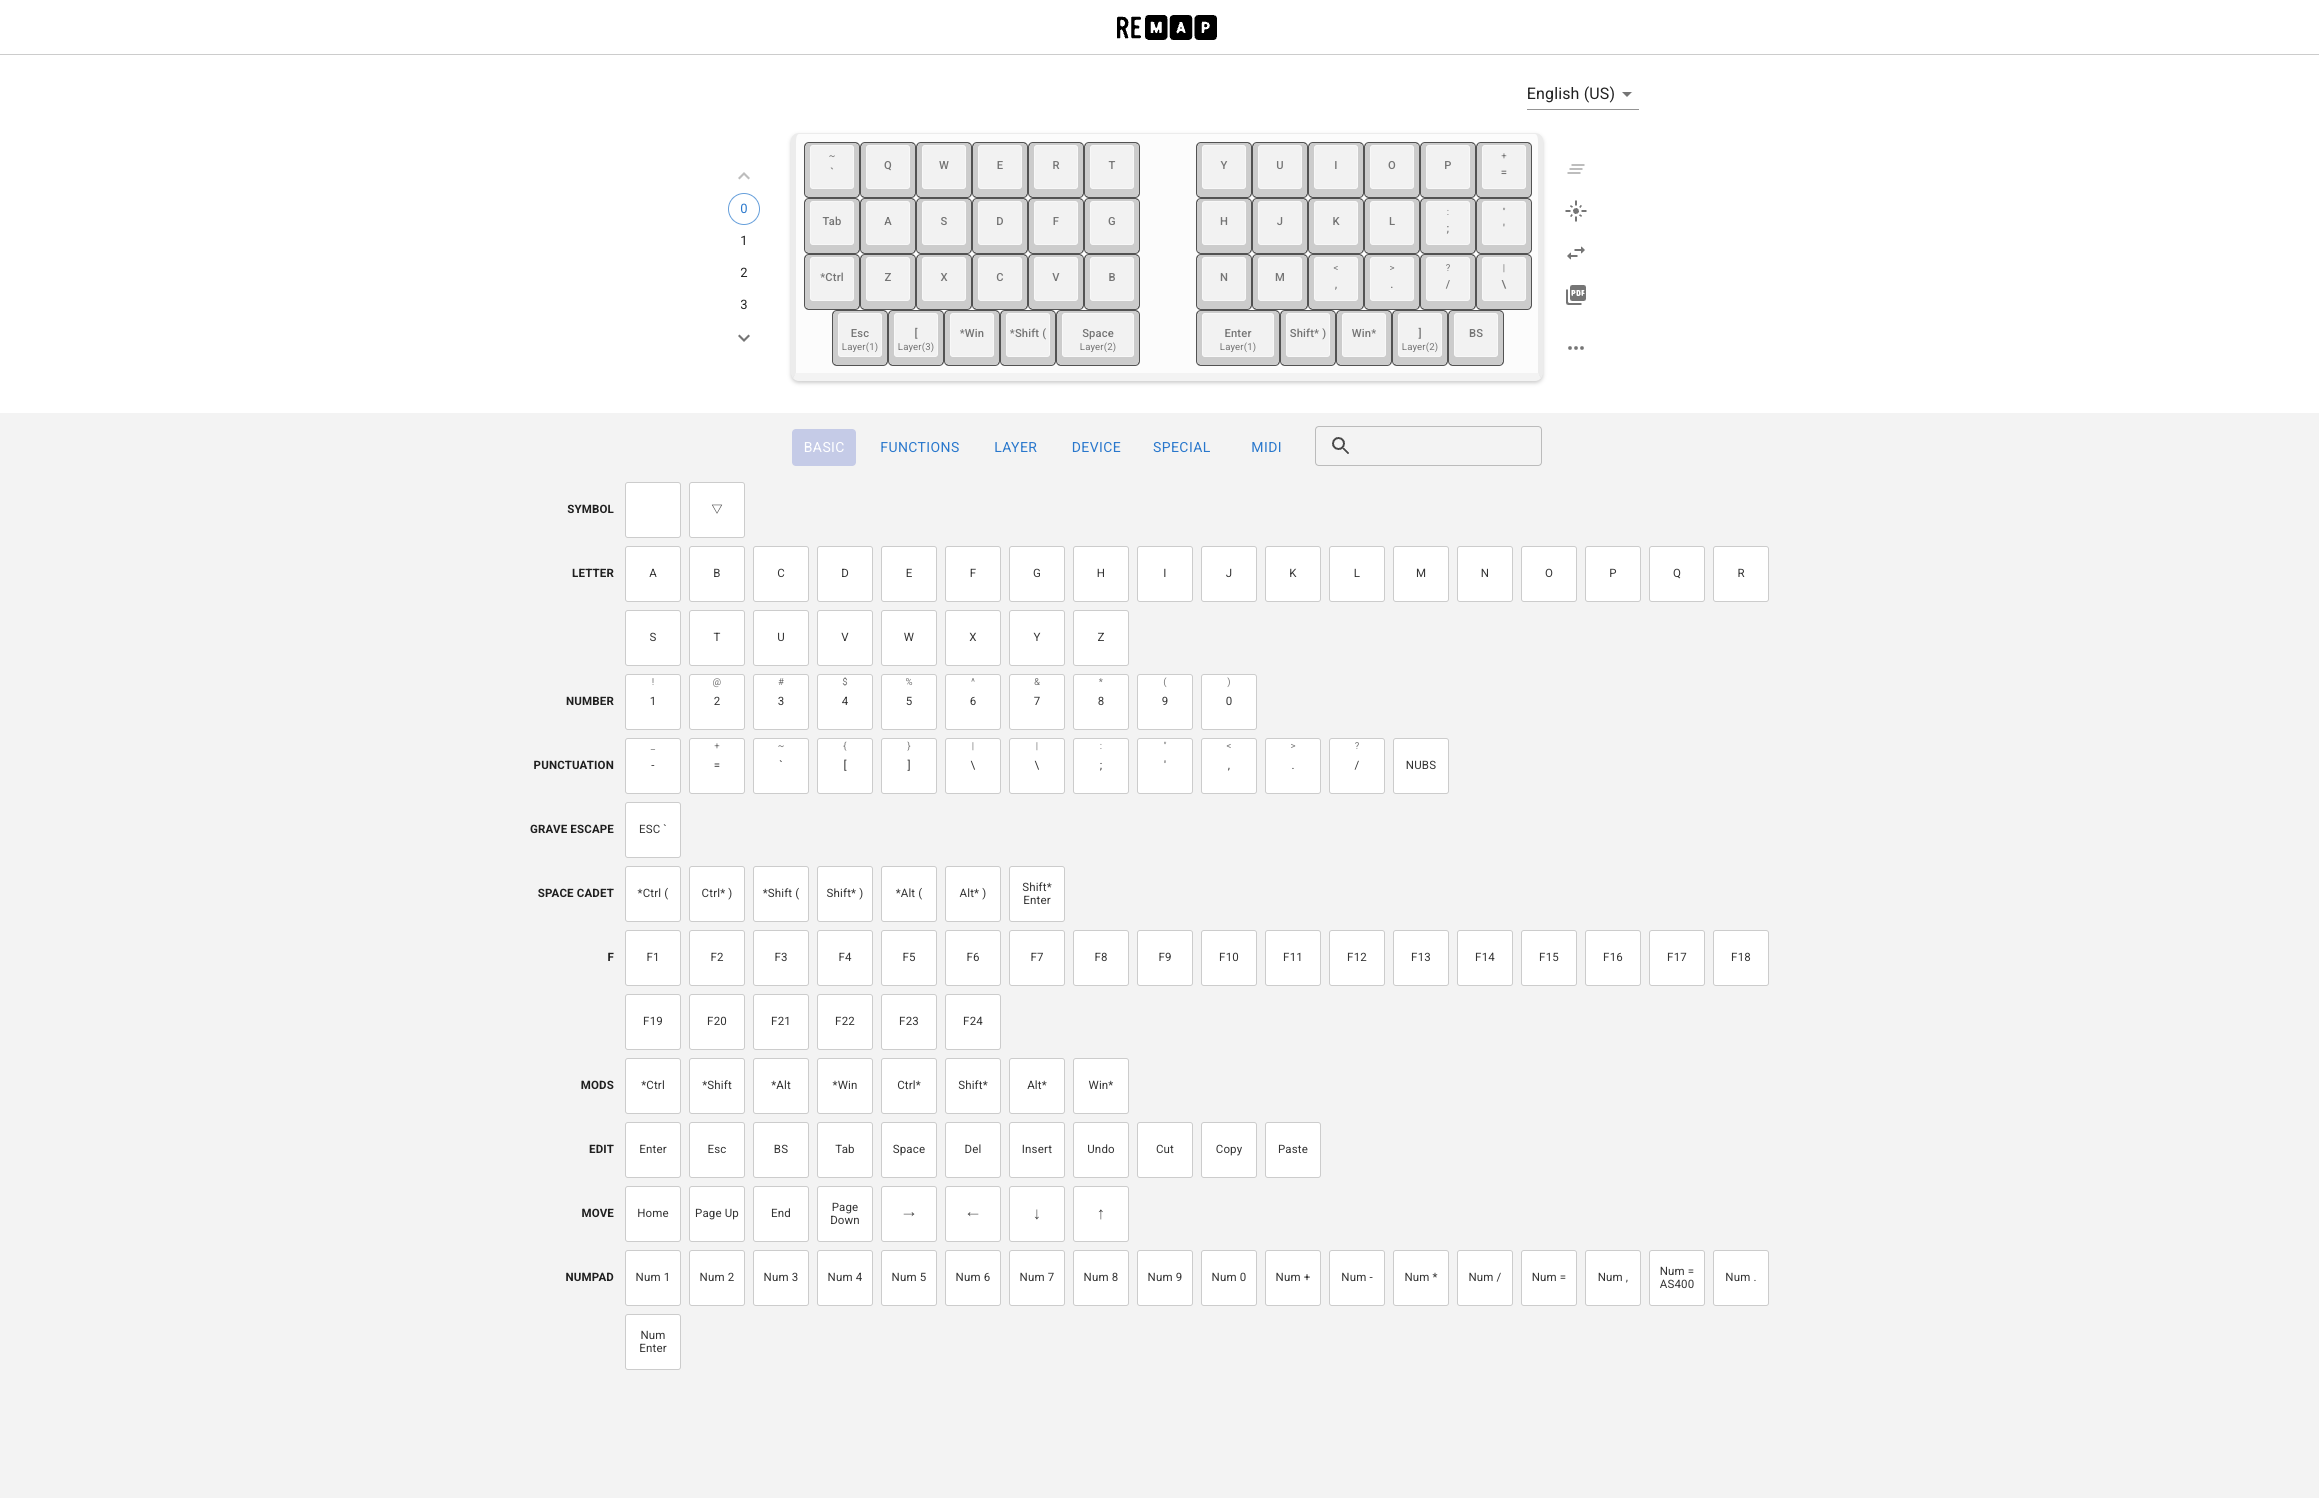 REMAP
English (US)
~ Q W E R T Y U I O P +
` =
Tab A S D F G H J K L : "
; '
*Ctrl Z X C V B N M < > ? |
, . / \
Esc [ *Win *Shift ( Space Enter Shift* ) Win* ] BS
Layer(1) Layer(3) Layer(2) Layer(1) Layer(2)
0
1
2
3
PDF
BASIC FUNCTIONS LAYER DEVICE SPECIAL MIDI
SYMBOL ▽
LETTER A B C D E F G H I J K L M N O P Q R
S T U V W X Y Z
! @ # $ % ^ & * ( )
NUMBER 1 2 3 4 5 6 7 8 9 0
_ + ~ { } | | : " < > ?
PUNCTUATION - = ` [ ] \ \ ; ' , . / NUBS
GRAVE ESCAPE ESC `
SPACE CADET *Ctrl ( Ctrl* ) *Shift ( Shift* ) *Alt ( Alt* ) Shift* Enter
F F1 F2 F3 F4 F5 F6 F7 F8 F9 F10 F11 F12 F13 F14 F15 F16 F17 F18
F19 F20 F21 F22 F23 F24
MODS *Ctrl *Shift *Alt *Win Ctrl* Shift* Alt* Win*
EDIT Enter Esc BS Tab Space Del Insert Undo Cut Copy Paste
MOVE Home Page Up End Page Down → ← ↓ ↑
NUMPAD Num 1 Num 2 Num 3 Num 4 Num 5 Num 6 Num 7 Num 8 Num 9 Num 0 Num + Num - Num * Num / Num = Num , Num = AS400 Num .
Num Enter